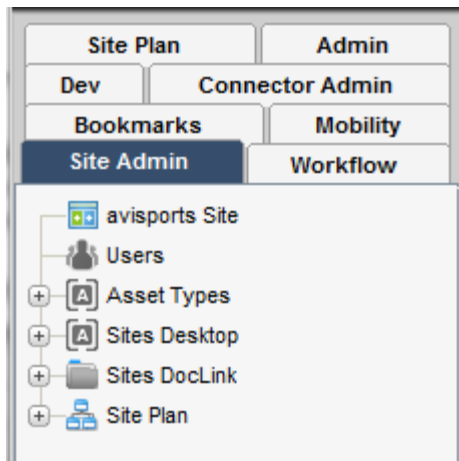 Site Plan Admin
Dev Connector Admin
Bookmarks Mobility
Site Admin Workflow
avisports Site
Users
Asset Types
Sites Desktop
Sites DocLink
Site Plan